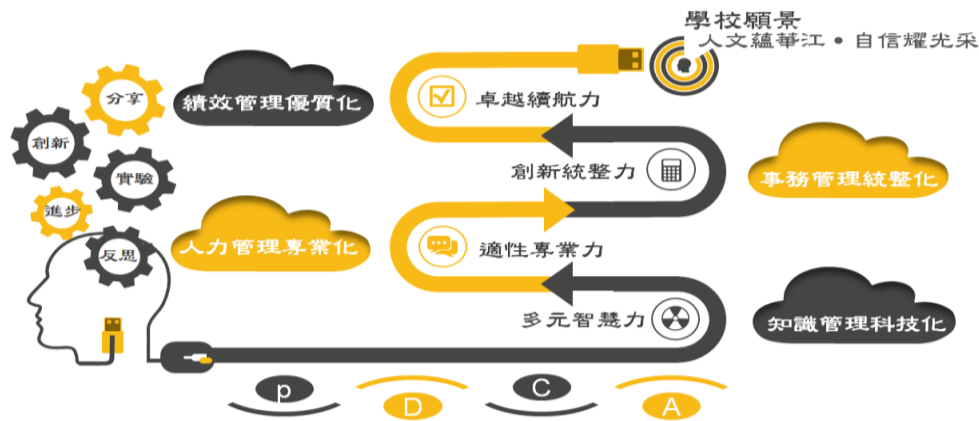 學校願景
人文蘊華江•自信耀光采
分享
績效管理優質化
卓越續航力
創新
創新統整力
實驗
事務管理統整化
進步
人力管理專業化
適性專業力
反思
多元智慧力
知識管理科技化
p
D
C
A